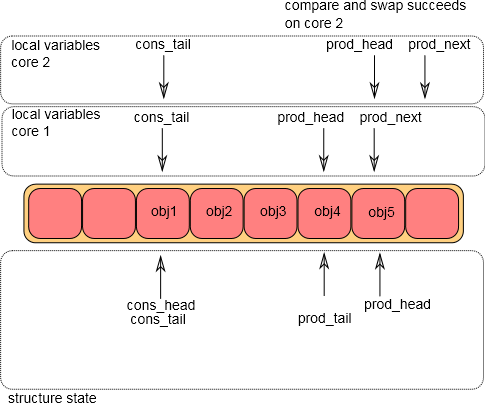 compare and swap succeeds
on core 2
local variables
core 2
cons_tail
prod_head
prod_next
local variables
core 1
cons_tail
prod_head
prod_next
obj1
obj2
obj3
obj4
obj5
cons_head
cons_tail
prod_tail
prod_head
structure state